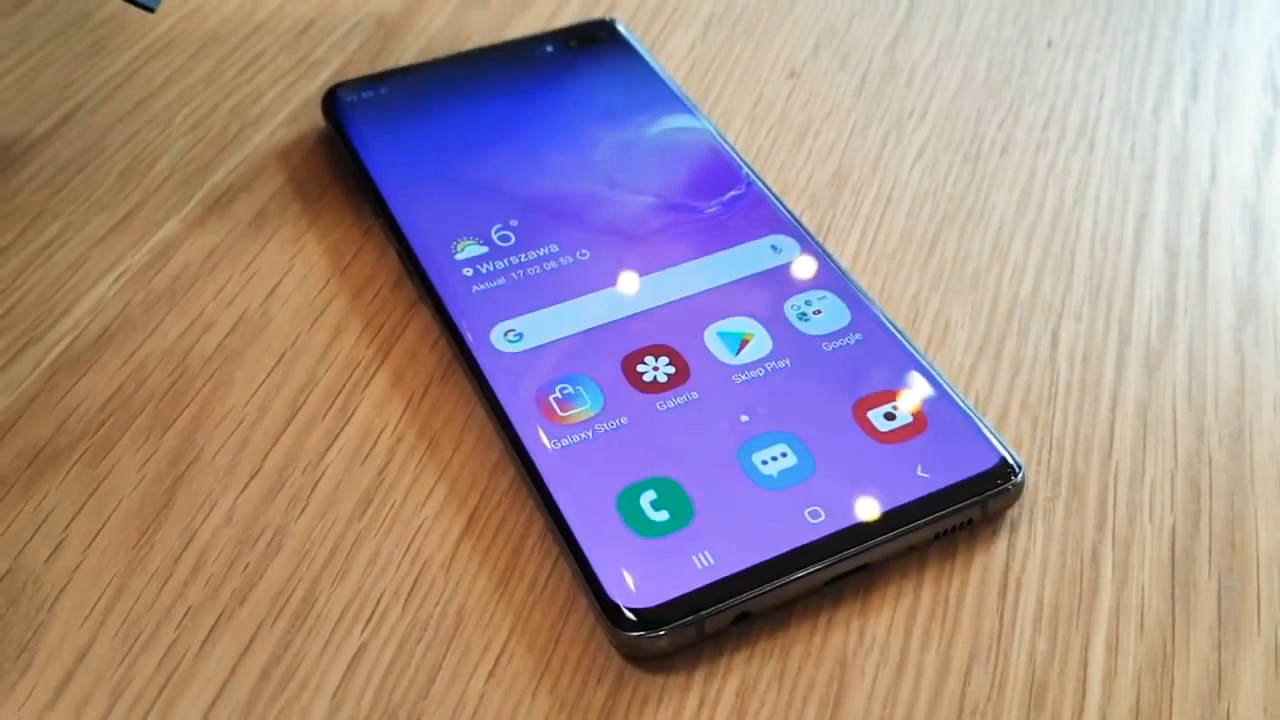 6°
Warszawa
Aktual. 17.02 08:53
G
Galaxy Store
Galeria
Sklep Play
Google